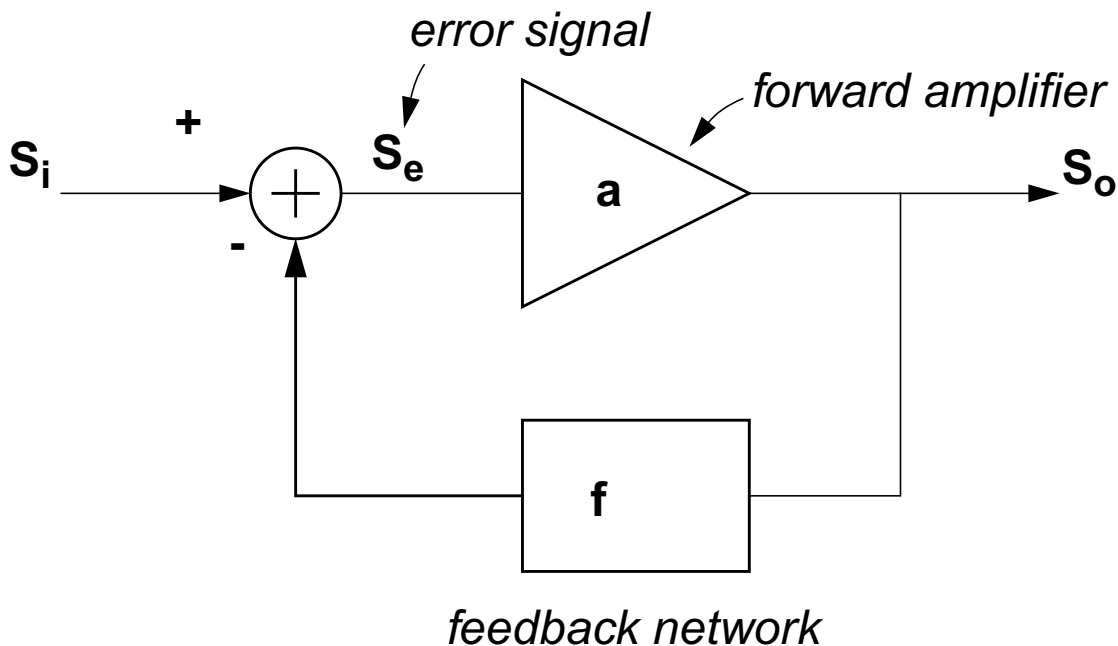 error signal
forward amplifier
+
Si
Se
a
So
-
f
feedback network